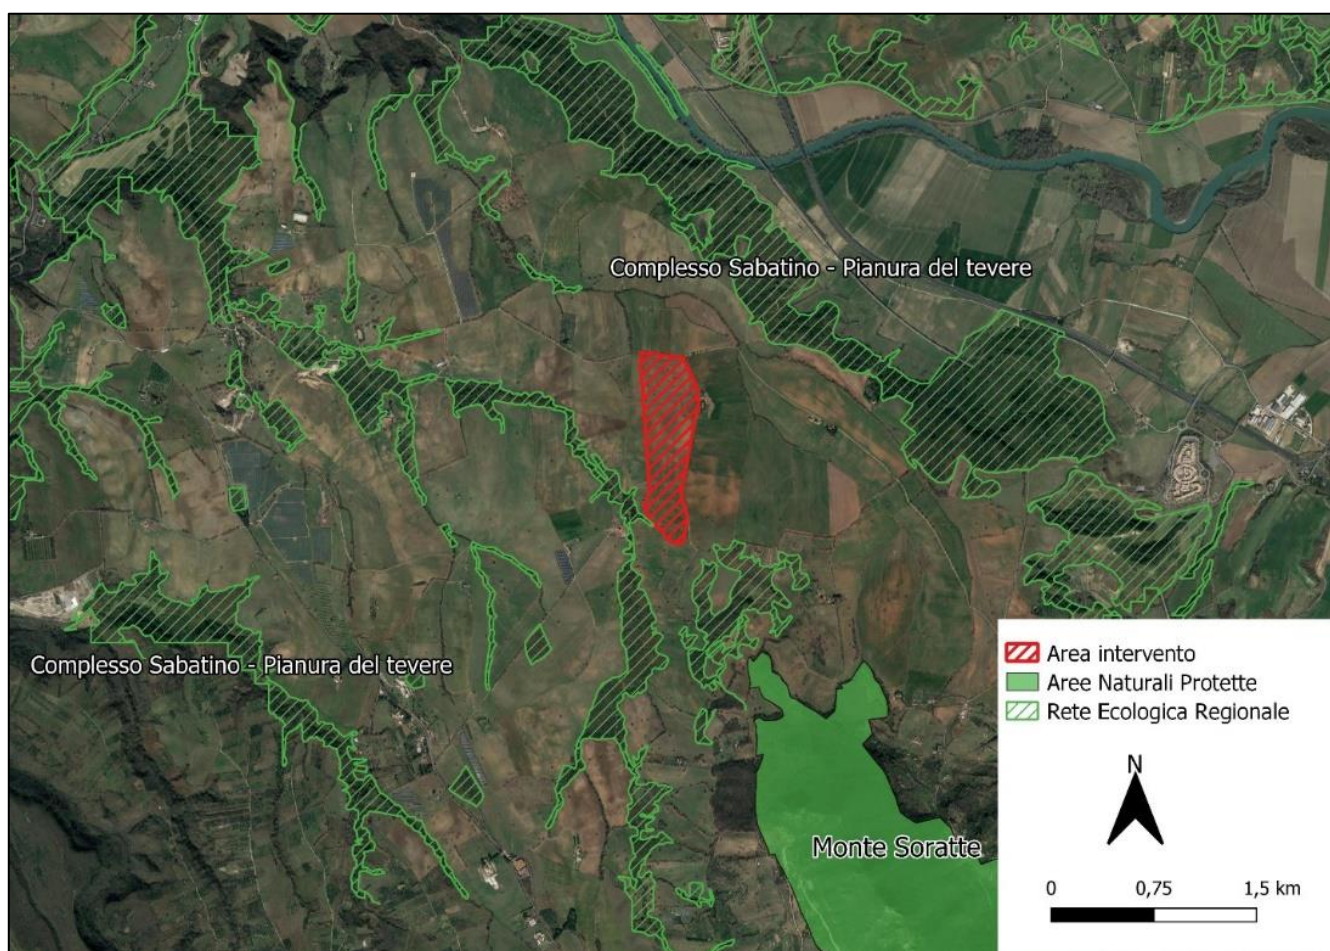 Complesso Sabatino - Pianura del tevere
Complesso Sabatino - Pianura del tevere
Monte Soratte
Area intervento
Aree Naturali Protette
Rete Ecologica Regionale
N
0 0,75 1,5 km